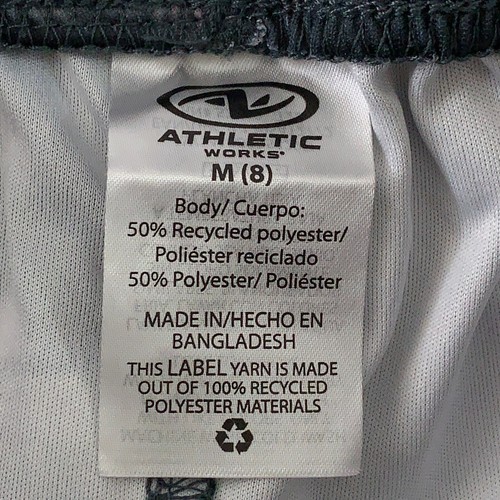 ATHLETIC
WORKS®
M (8)
Body/ Cuerpo:
50% Recycled polyester/
Poliéster reciclado
50% Polyester/ Poliéster
MADE IN/HECHO EN
BANGLADESH
THIS LABEL YARN IS MADE
OUT OF 100% RECYCLED
POLYESTER MATERIALS